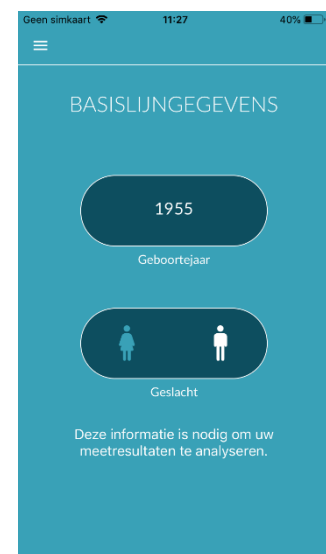 Geen simkaart 11:27 40%
BASISLIJNGEGEVENS
1955
Geboortejaar
Geslacht
Deze informatie is nodig om uw
meetresultaten te analyseren.